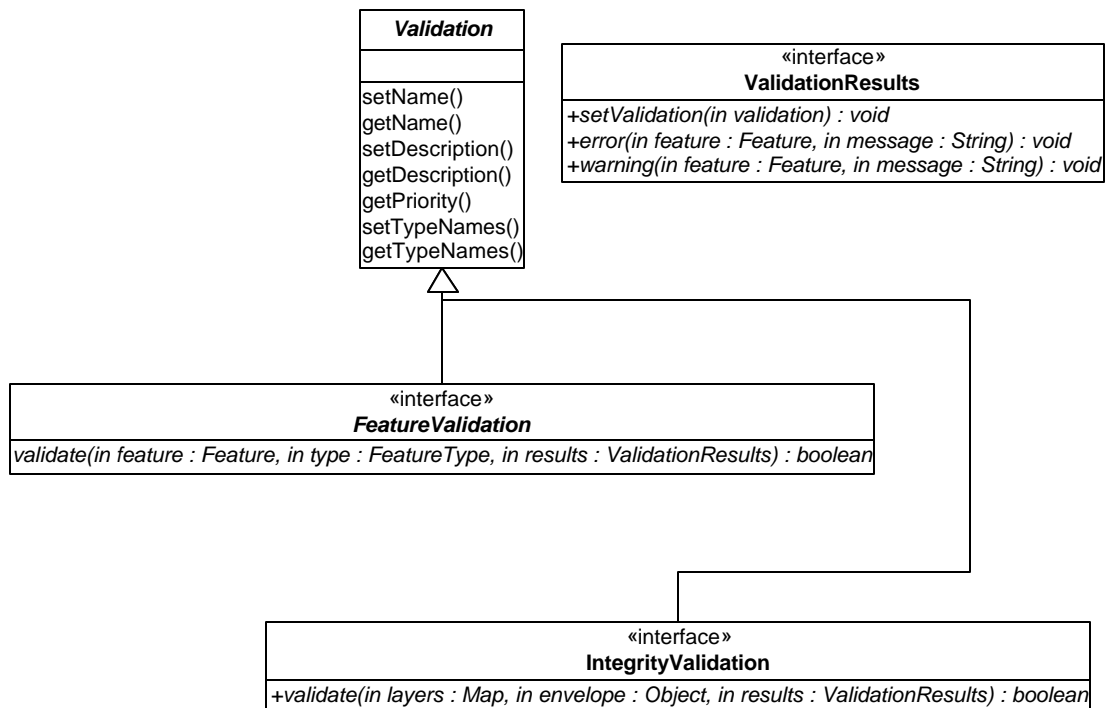 Validation
setName()
getName()
setDescription()
getDescription()
getPriority()
setTypeNames()
getTypeNames()
«interface»
ValidationResults
+setValidation(in validation) : void
+error(in feature : Feature, in message : String) : void
+warning(in feature : Feature, in message : String) : void
«interface»
FeatureValidation
validate(in feature : Feature, in type : FeatureType, in results : ValidationResults) : boolean
«interface»
IntegrityValidation
+validate(in layers : Map, in envelope : Object, in results : ValidationResults) : boolean